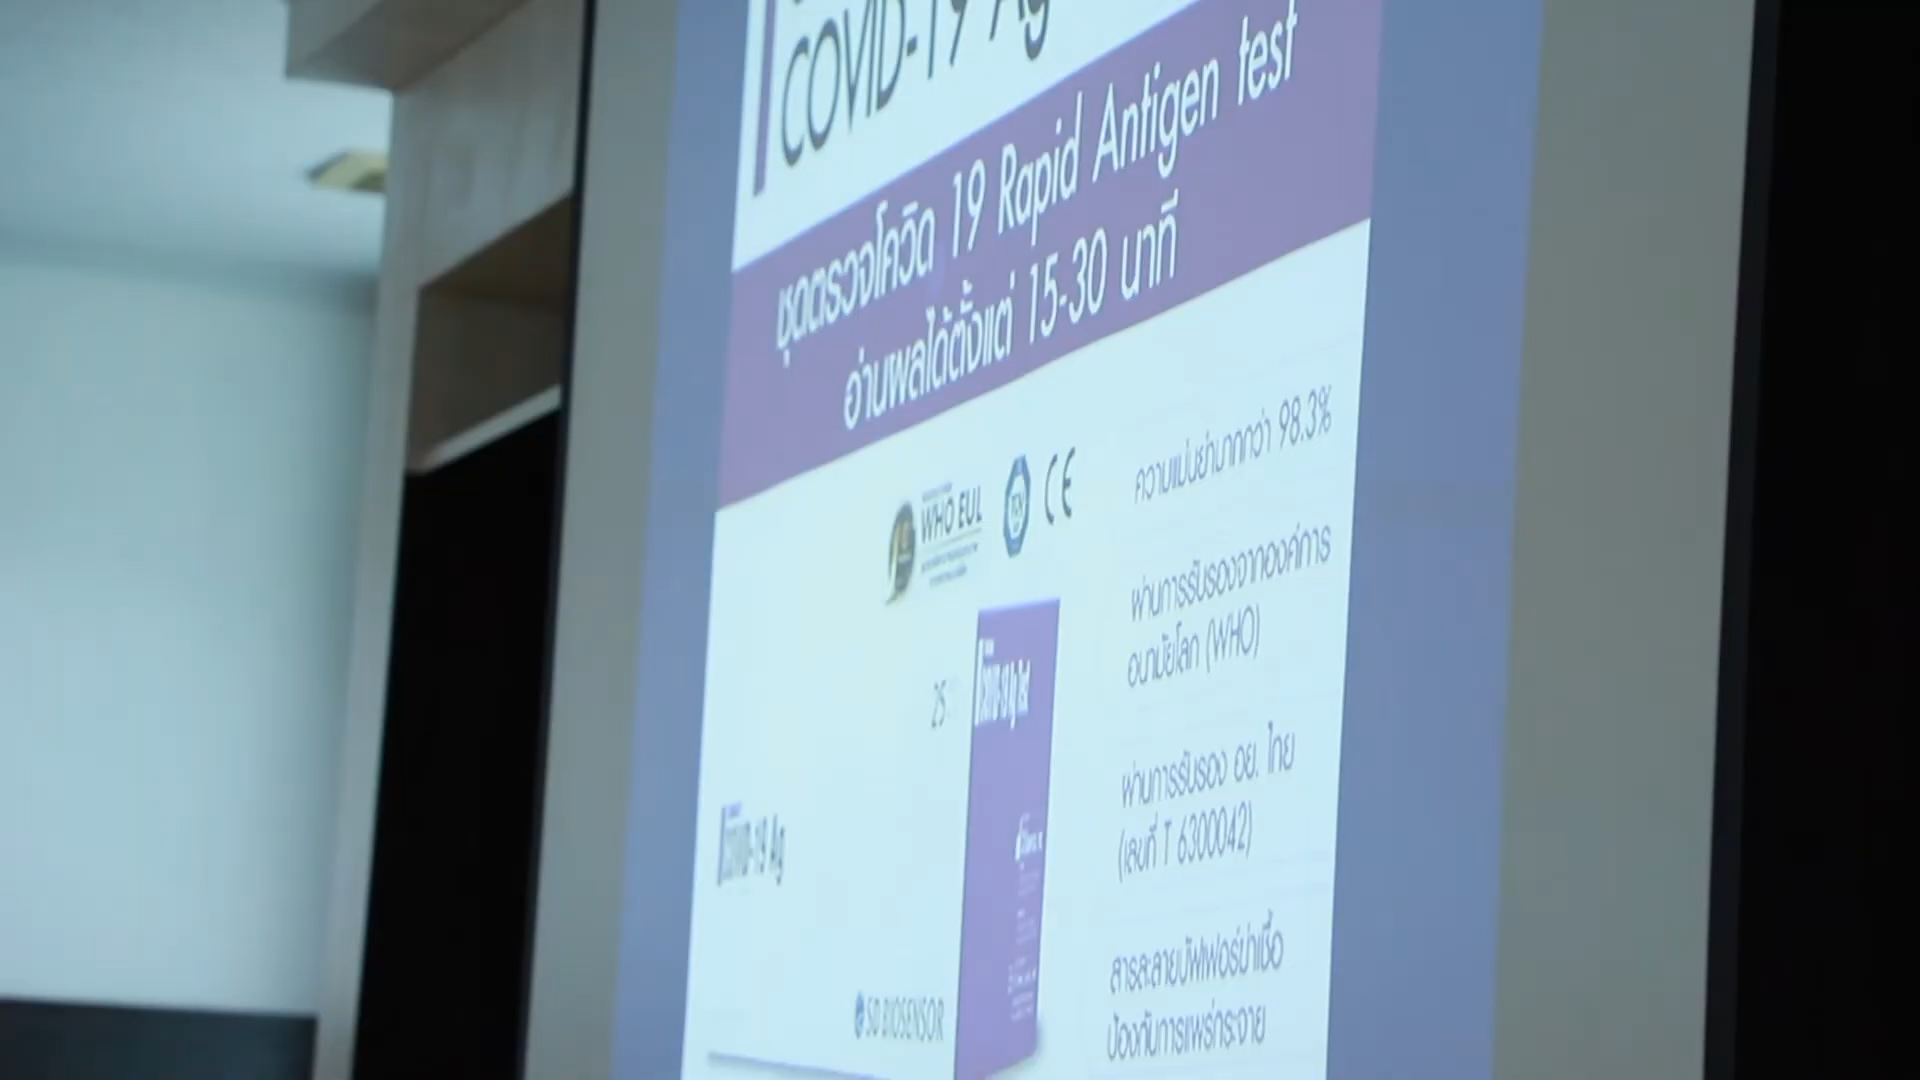 COVID-19 Ag
ชุดตรวจโควิด 19 Rapid Antigen test
อ่านผลได้ตั้งแต่ 15-30 นาที
WHO EUL
CE
ความแม่นยำมากกว่า 98.3%
ผ่านการรับรองจากองค์การ
อนามัยโลก (WHO)
ผ่านการรับรอง อย. ไทย
(เลขที่ T 6300042)
สารละลายบัฟเฟอร์ฆ่าเชื้อ
ป้องกันการแพร่กระจาย
25
COVID-19 Ag
COVID-19 Ag
SD BIOSENSOR